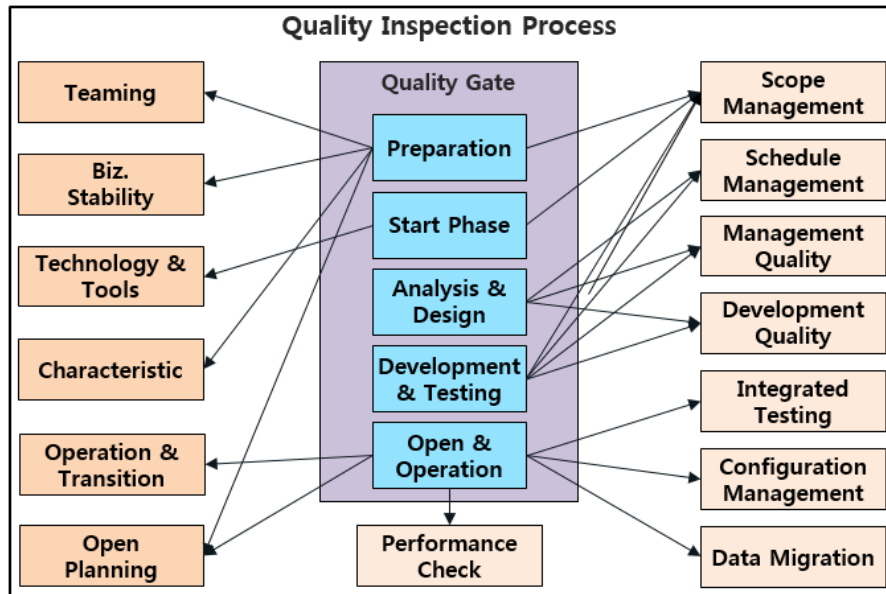 Quality Inspection Process
Teaming
Biz.
Stability
Technology &
Tools
Characteristic
Operation &
Transition
Open
Planning
Quality Gate
Preparation
Start Phase
Analysis &
Design
Development
& Testing
Open &
Operation
Performance
Check
Scope
Management
Schedule
Management
Management
Quality
Development
Quality
Integrated
Testing
Configuration
Management
Data Migration